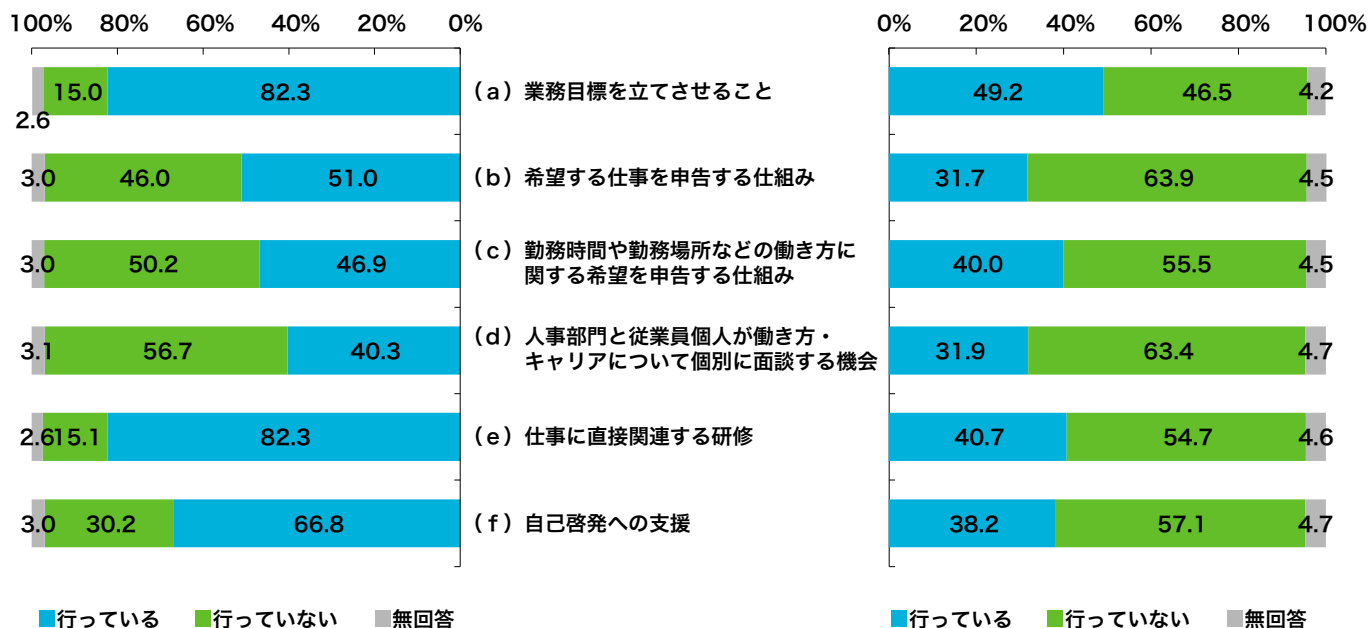 100% 80% 60% 40% 20% 0% 0% 20% 40% 60% 80% 100%
15.0 82.3 （a）業務目標を立てさせること 49.2 46.5 4.2
2.6
3.0 46.0 51.0 （b）希望する仕事を申告する仕組み 31.7 63.9 4.5
3.0 50.2 46.9 （c）勤務時間や勤務場所などの働き方に 40.0 55.5 4.5
関する希望を申告する仕組み
3.1 56.7 40.3 （d）人事部門と従業員個人が働き方・ 31.9 63.4 4.7
キャリアについて個別に面談する機会
2.6 15.1 82.3 （e）仕事に直接関連する研修 40.7 54.7 4.6
3.0 30.2 66.8 （f）自己啓発への支援 38.2 57.1 4.7
行っている 行っていない 無回答 行っている 行っていない 無回答